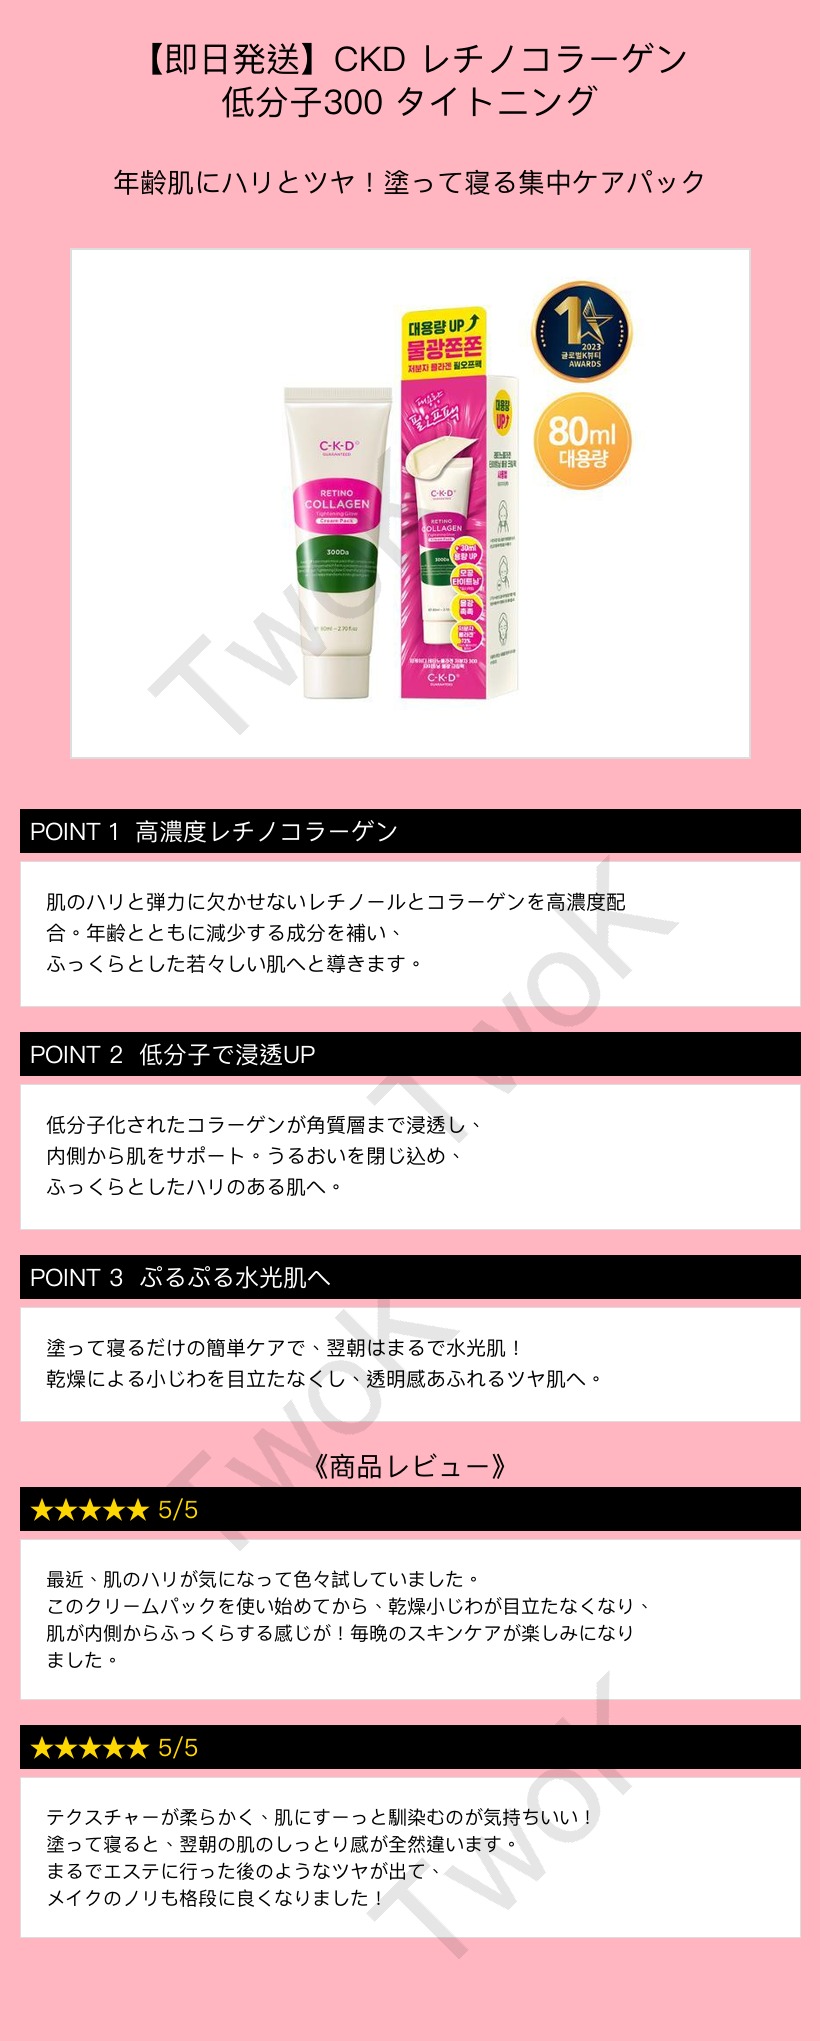 【即日発送】CKD レチノコラーゲン
低分子300 タイトニング
年齢肌にハリとツヤ！塗って寝る集中ケアパック
대용량 UP
물광쫀쫀
저분자 콜라겐 필오프팩
대용량
필오프팩
C·K·D
GUARANTEED
RETINO
COLLAGEN
Tightening Glow
Cream Pack
300Da
C·K·D
RETINO
COLLAGEN
300Da
+30ml
용량 UP
모공
타이트닝
물광
촉촉
C·K·D
GUARANTEED
대용량
UP
1
2023
글로벌K뷰티
AWARDS
80ml
대용량
TwoK
POINT 1 高濃度レチノコラーゲン
肌のハリと弾力に欠かせないレチノールとコラーゲンを高濃度配
合。年齢とともに減少する成分を補い、
ふっくらとした若々しい肌へと導きます。
TwoK
POINT 2 低分子で浸透UP
低分子化されたコラーゲンが角質層まで浸透し、
内側から肌をサポート。うるおいを閉じ込め、
ふっくらとしたハリのある肌へ。
POINT 3 ぷるぷる水光肌へ
塗って寝るだけの簡単ケアで、翌朝はまるで水光肌！
乾燥による小じわを目立たなくし、透明感あふれるツヤ肌へ。
TwoK
《商品レビュー》
★★★★★ 5/5
最近、肌のハリが気になって色々試していました。
このクリームパックを使い始めてから、乾燥小じわが目立たなくなり、
肌が内側からふっくらする感じが！毎晩のスキンケアが楽しみになり
ました。
★★★★★ 5/5
テクスチャーが柔らかく、肌にすーっと馴染むのが気持ちいい！
塗って寝ると、翌朝の肌のしっとり感が全然違います。
まるでエステに行った後のようなツヤが出て、
メイクのノリも格段に良くなりました！
TwoK